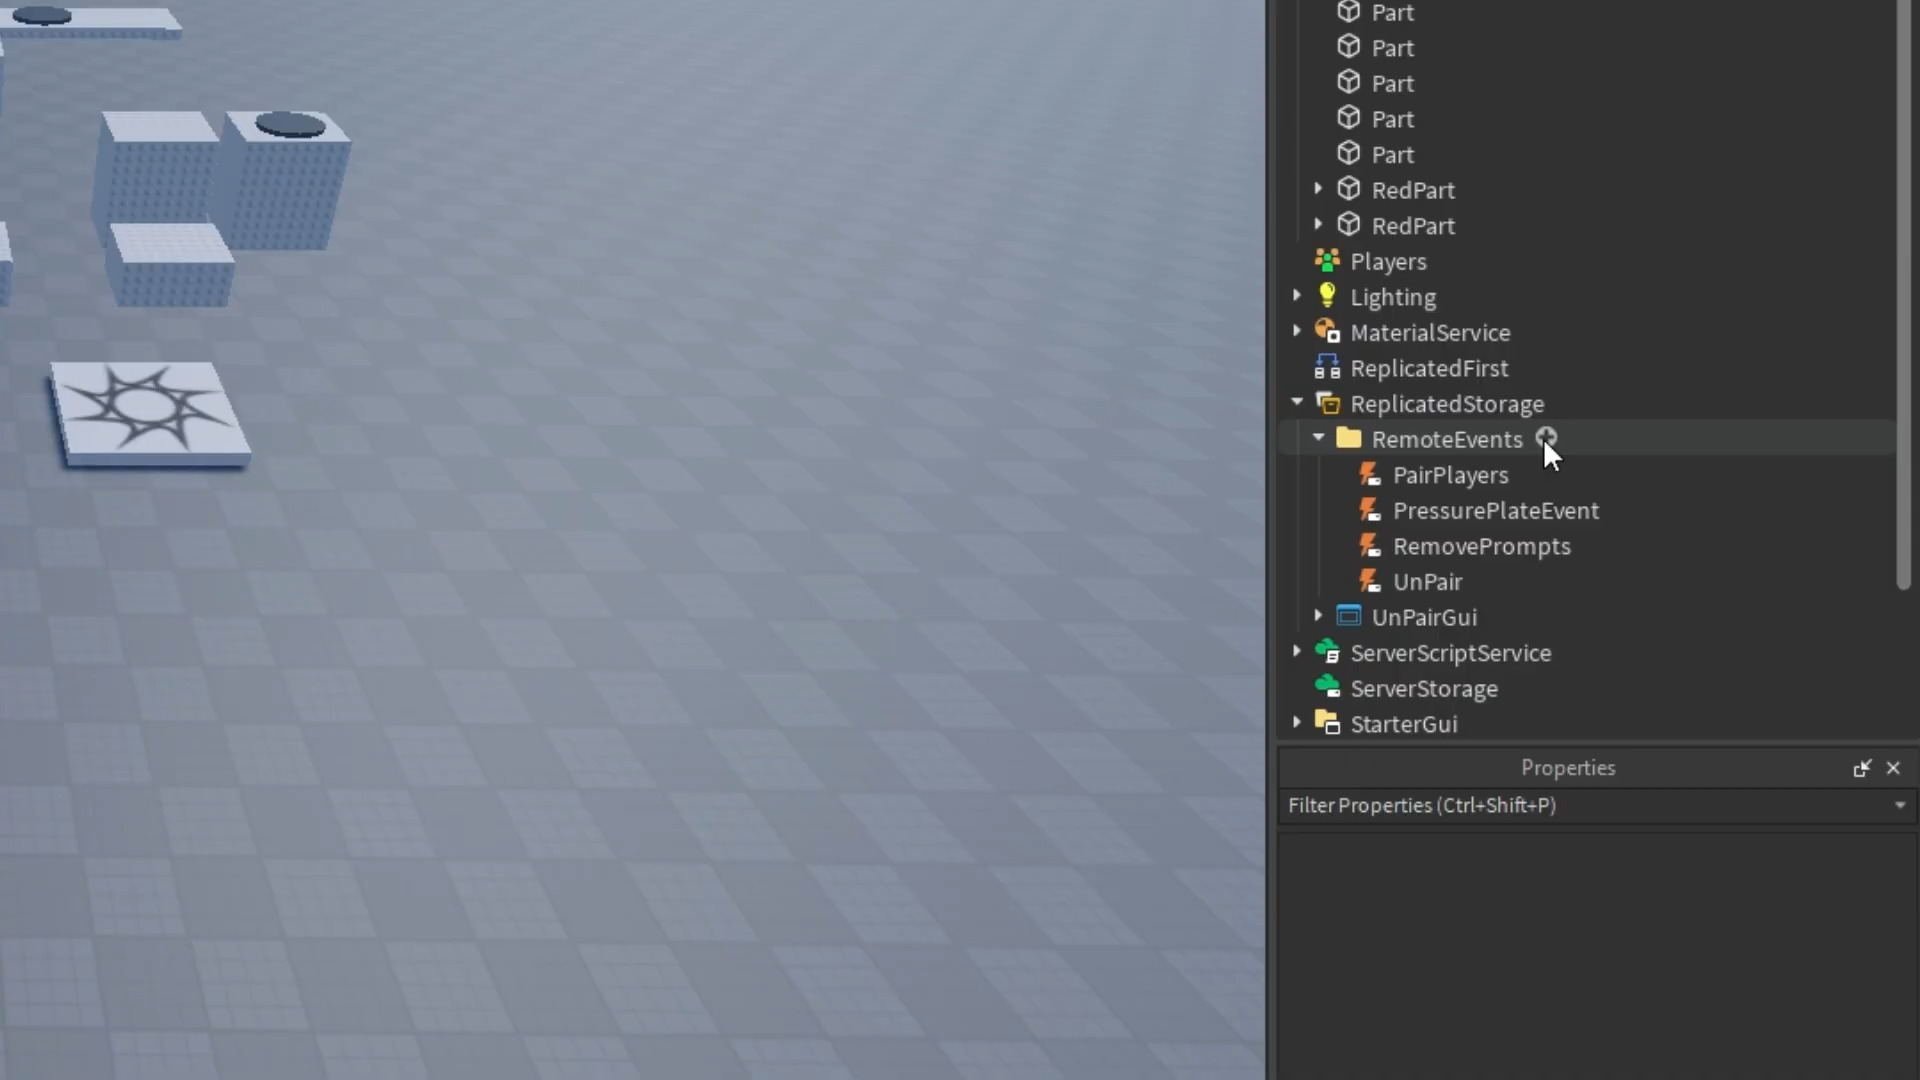 Part
Part
Part
Part
Part
RedPart
RedPart
Players
Lighting
MaterialService
ReplicatedFirst
ReplicatedStorage
RemoteEvents
PairPlayers
PressurePlateEvent
RemovePrompts
UnPair
UnPairGui
ServerScriptService
ServerStorage
StarterGui
Properties
Filter Properties (Ctrl+Shift+P)